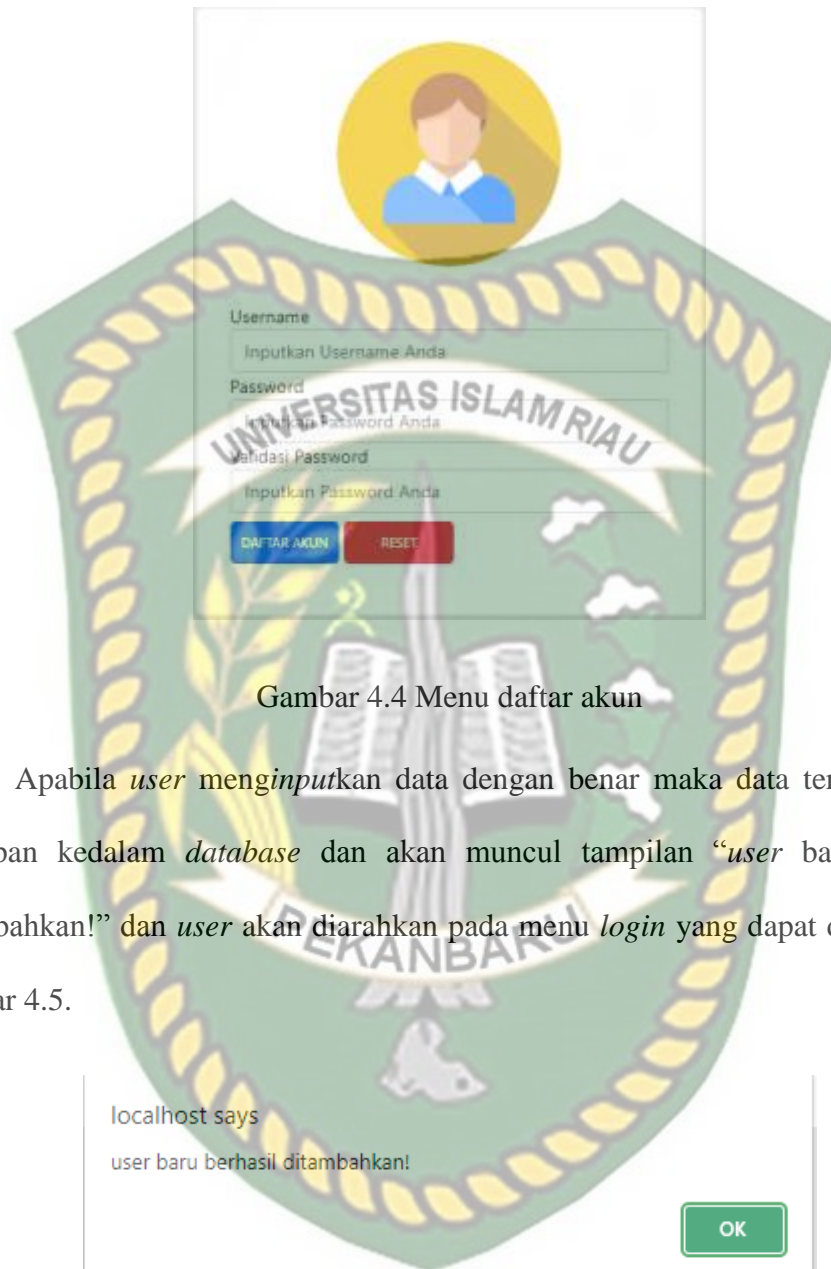 Username
Inputkan Username Anda
Password
Inputkan Password Anda
UNIVERSITAS ISLAM RIAU
Validasi Password
Inputkan Password Anda
DAFTAR AKUN RESET
Gambar 4.4 Menu daftar akun
Apabila user menginputkan data dengan benar maka data ter
pan kedalam database dan akan muncul tampilan “user ba
bahkan!” dan user akan diarahkan pada menu login yang dapat
PEKANBARU
ar 4.5.
localhost says
user baru berhasil ditambahkan!
OK